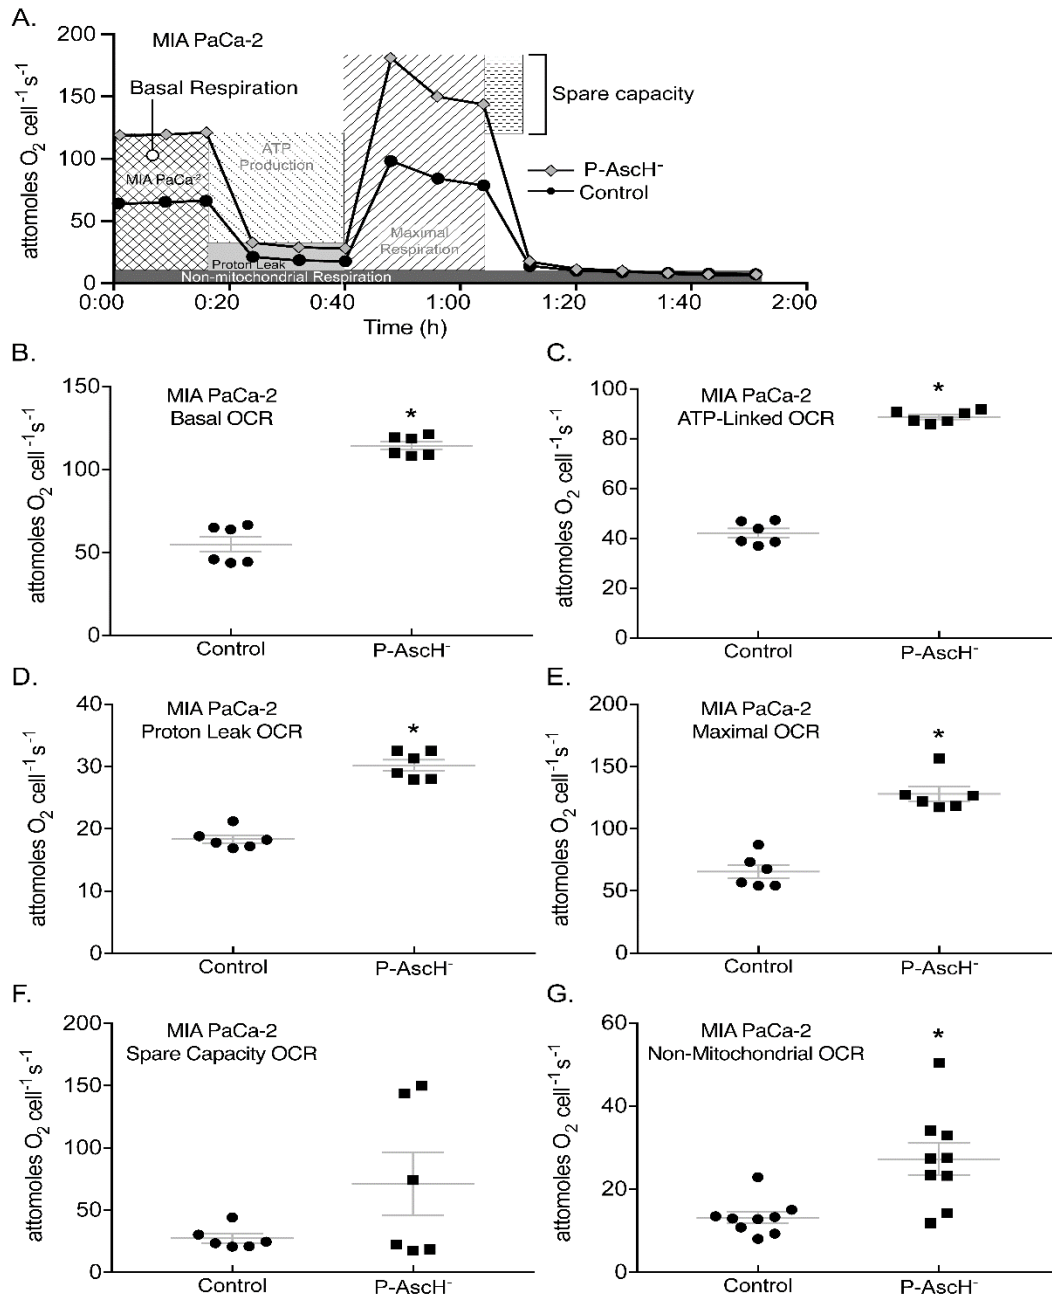 A.
MIA PaCa-2
200
150
100
50
0
attomoles O₂ cell⁻¹s⁻¹
Basal Respiration
MIA PaCa-2
ATP
Production
Proton Leak
Non-mitochondrial Respiration
Maximal
Respiration
Spare capacity
P-AscH⁻
Control
0:00 0:20 0:40 1:00 1:20 1:40 2:00
Time (h)
B.
MIA PaCa-2
Basal OCR
*
150
100
50
0
attomoles O₂ cell⁻¹s⁻¹
Control P-AscH⁻
C.
MIA PaCa-2
ATP-Linked OCR
*
100
80
60
40
20
0
attomoles O₂ cell⁻¹s⁻¹
Control P-AscH⁻
D.
MIA PaCa-2
Proton Leak OCR
*
40
30
20
10
0
attomoles O₂ cell⁻¹s⁻¹
Control P-AscH⁻
E.
MIA PaCa-2
Maximal OCR
*
200
150
100
50
0
attomoles O₂ cell⁻¹s⁻¹
Control P-AscH⁻
F.
MIA PaCa-2
Spare Capacity OCR
200
150
100
50
0
attomoles O₂ cell⁻¹s⁻¹
Control P-AscH⁻
G.
MIA PaCa-2
Non-Mitochondrial OCR
*
60
40
20
0
attomoles O₂ cell⁻¹s⁻¹
Control P-AscH⁻